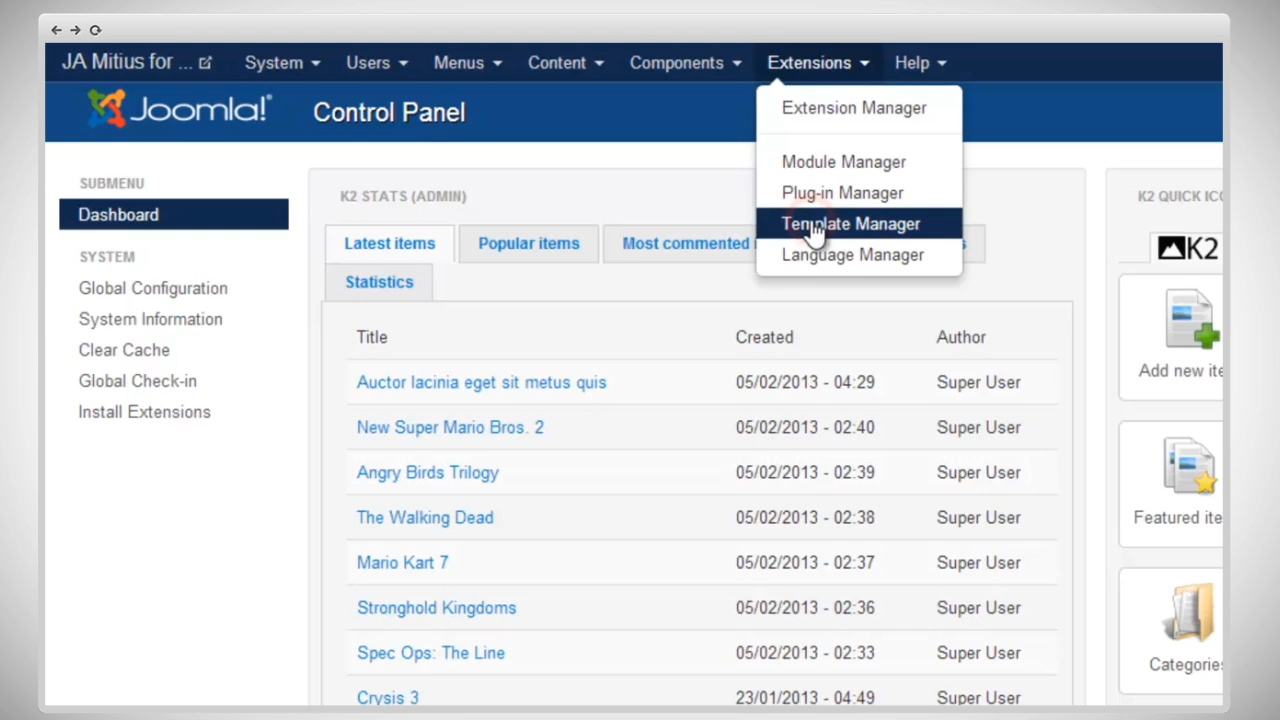 JA Mitius for ... System Users Menus Content Components Extensions Help
Joomla!® Control Panel
Extension Manager
Module Manager
Plug-in Manager
Template Manager
Language Manager
SUBMENU
Dashboard
SYSTEM
Global Configuration
System Information
Clear Cache
Global Check-in
Install Extensions
K2 STATS (ADMIN)
Latest items Popular items Most commented
Statistics
Title Created Author
Auctor lacinia eget sit metus quis 05/02/2013 - 04:29 Super User
New Super Mario Bros. 2 05/02/2013 - 02:40 Super User
Angry Birds Trilogy 05/02/2013 - 02:39 Super User
The Walking Dead 05/02/2013 - 02:38 Super User
Mario Kart 7 05/02/2013 - 02:37 Super User
Stronghold Kingdoms 05/02/2013 - 02:36 Super User
Spec Ops: The Line 05/02/2013 - 02:33 Super User
Crysis 3 23/01/2013 - 04:49 Super User
K2 QUICK IC
K2
Add new ite
Featured ite
Categories